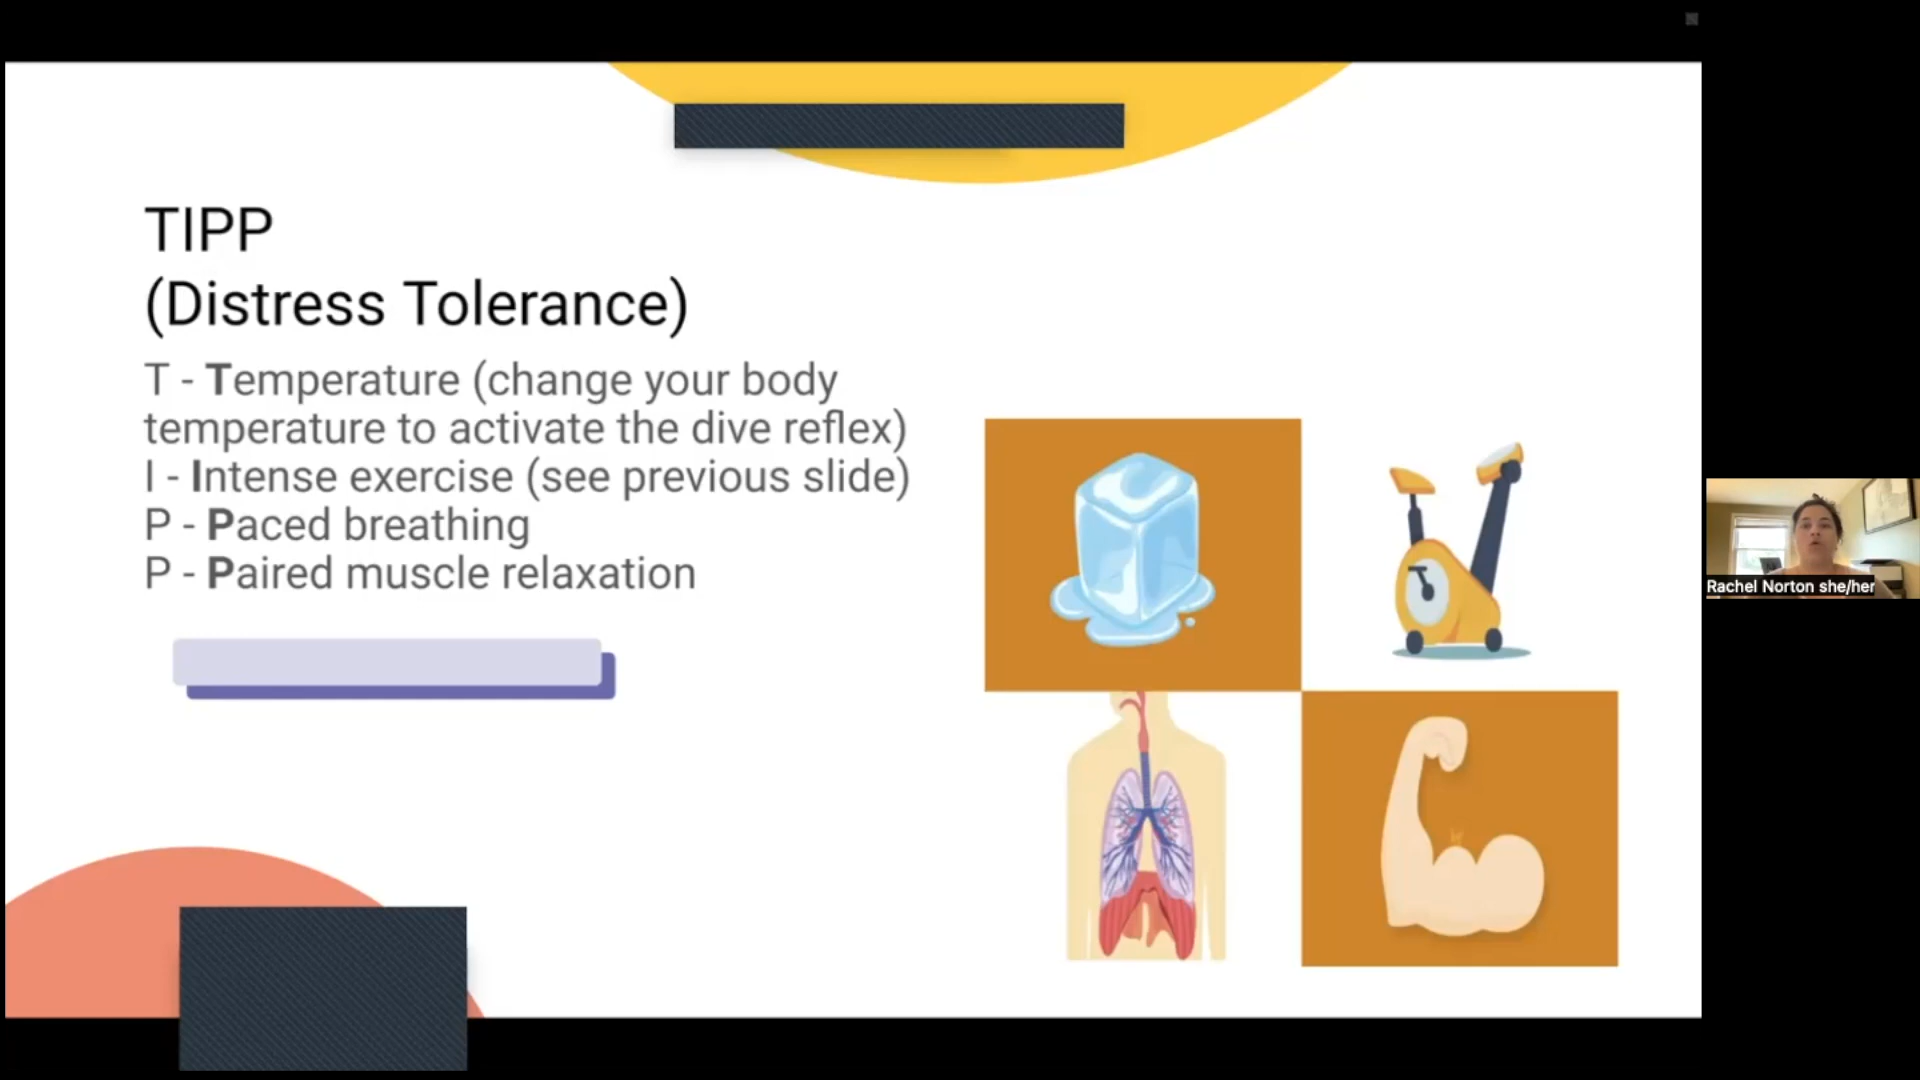 TIPP
(Distress Tolerance)
T - Temperature (change your body
temperature to activate the dive reflex)
I - Intense exercise (see previous slide)
P - Paced breathing
P - Paired muscle relaxation
Rachel Norton she/her